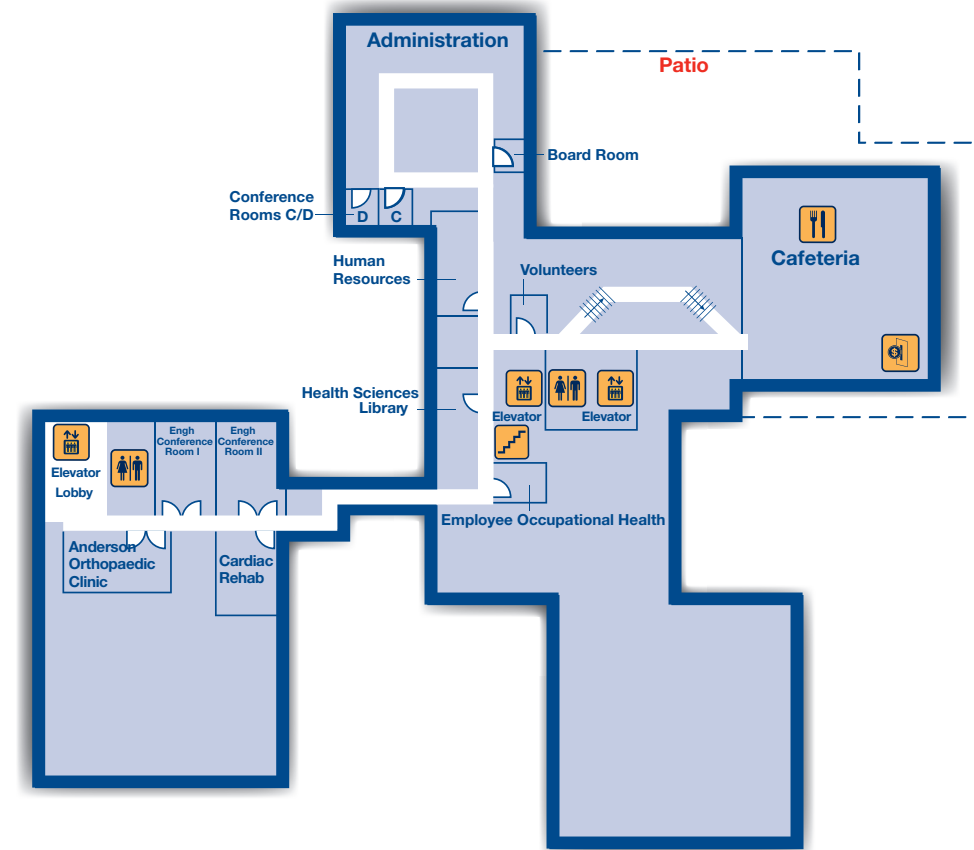 Administration
Patio
Board Room
Conference
Rooms C/D
D
C
Human
Resources
Volunteers
Cafeteria
$
Health Sciences
Library
Elevator
Elevator
Engh
Conference
Room I
Engh
Conference
Room II
Elevator
Lobby
Employee Occupational Health
Anderson
Orthopaedic
Clinic
Cardiac
Rehab